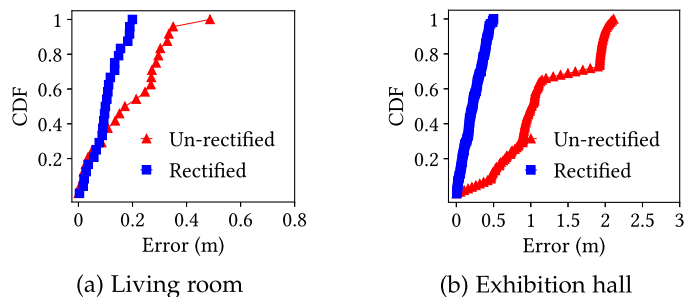 1
0.8
0.6
0.4
0.2
CDF
Un-rectified
Rectified
0 0.2 0.4 0.6 0.8
Error (m)
(a) Living room
1
0.8
0.6
0.4
0.2
CDF
Un-rectified
Rectified
0 0.5 1 1.5 2 2.5 3
Error (m)
(b) Exhibition hall